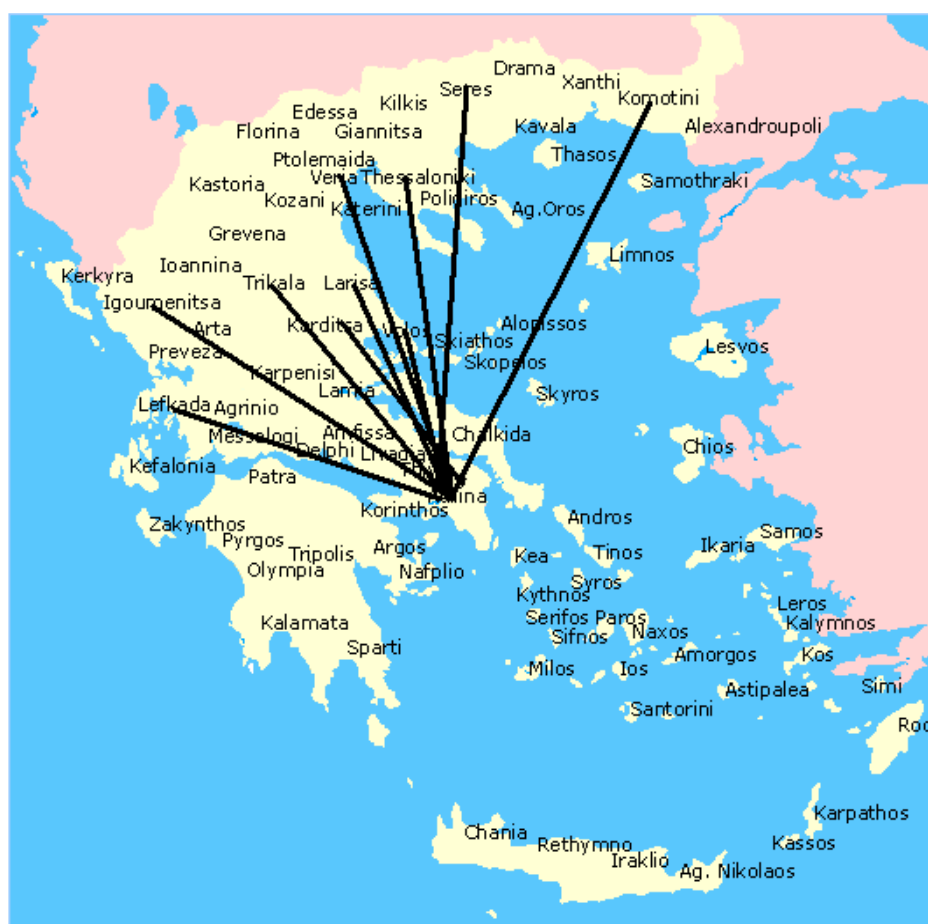 Drama
Xanthi
Seres
Komotini
Kilkis
Edessa
Giannitsa
Florina
Kavala
Alexandroupoli
Thasos
Ptolemaida
Veria
Thessaloniki
Kastoria
Samothraki
Kozani
Katerini
Poligiros
Ag.Oros
Grevena
Limnos
Ioannina
Kerkyra
Trikala
Larisa
Igoumenitsa
Arta
Karditsa
Volos
Alonissos
Skiathos
Lesvos
Preveza
Skopelos
Karpenisi
Lamia
Skyros
Lefkada
Agrinio
Messologi
Amfissa
Chalkida
Chios
Delphi
Livadia
Kefalonia
Patra
Korinthos
Zakynthos
Andros
Pyrgos
Samos
Tripolis
Argos
Ikaria
Kea
Tinos
Olympia
Nafplio
Syros
Kythnos
Leros
Serifos
Paros
Kalamata
Kalymnos
Sifnos
Naxos
Sparti
Amorgos
Kos
Milos
Ios
Astipalea
Simi
Santorini
Karpathos
Chania
Rethymno
Kassos
Iraklio
Ag. Nikolaos